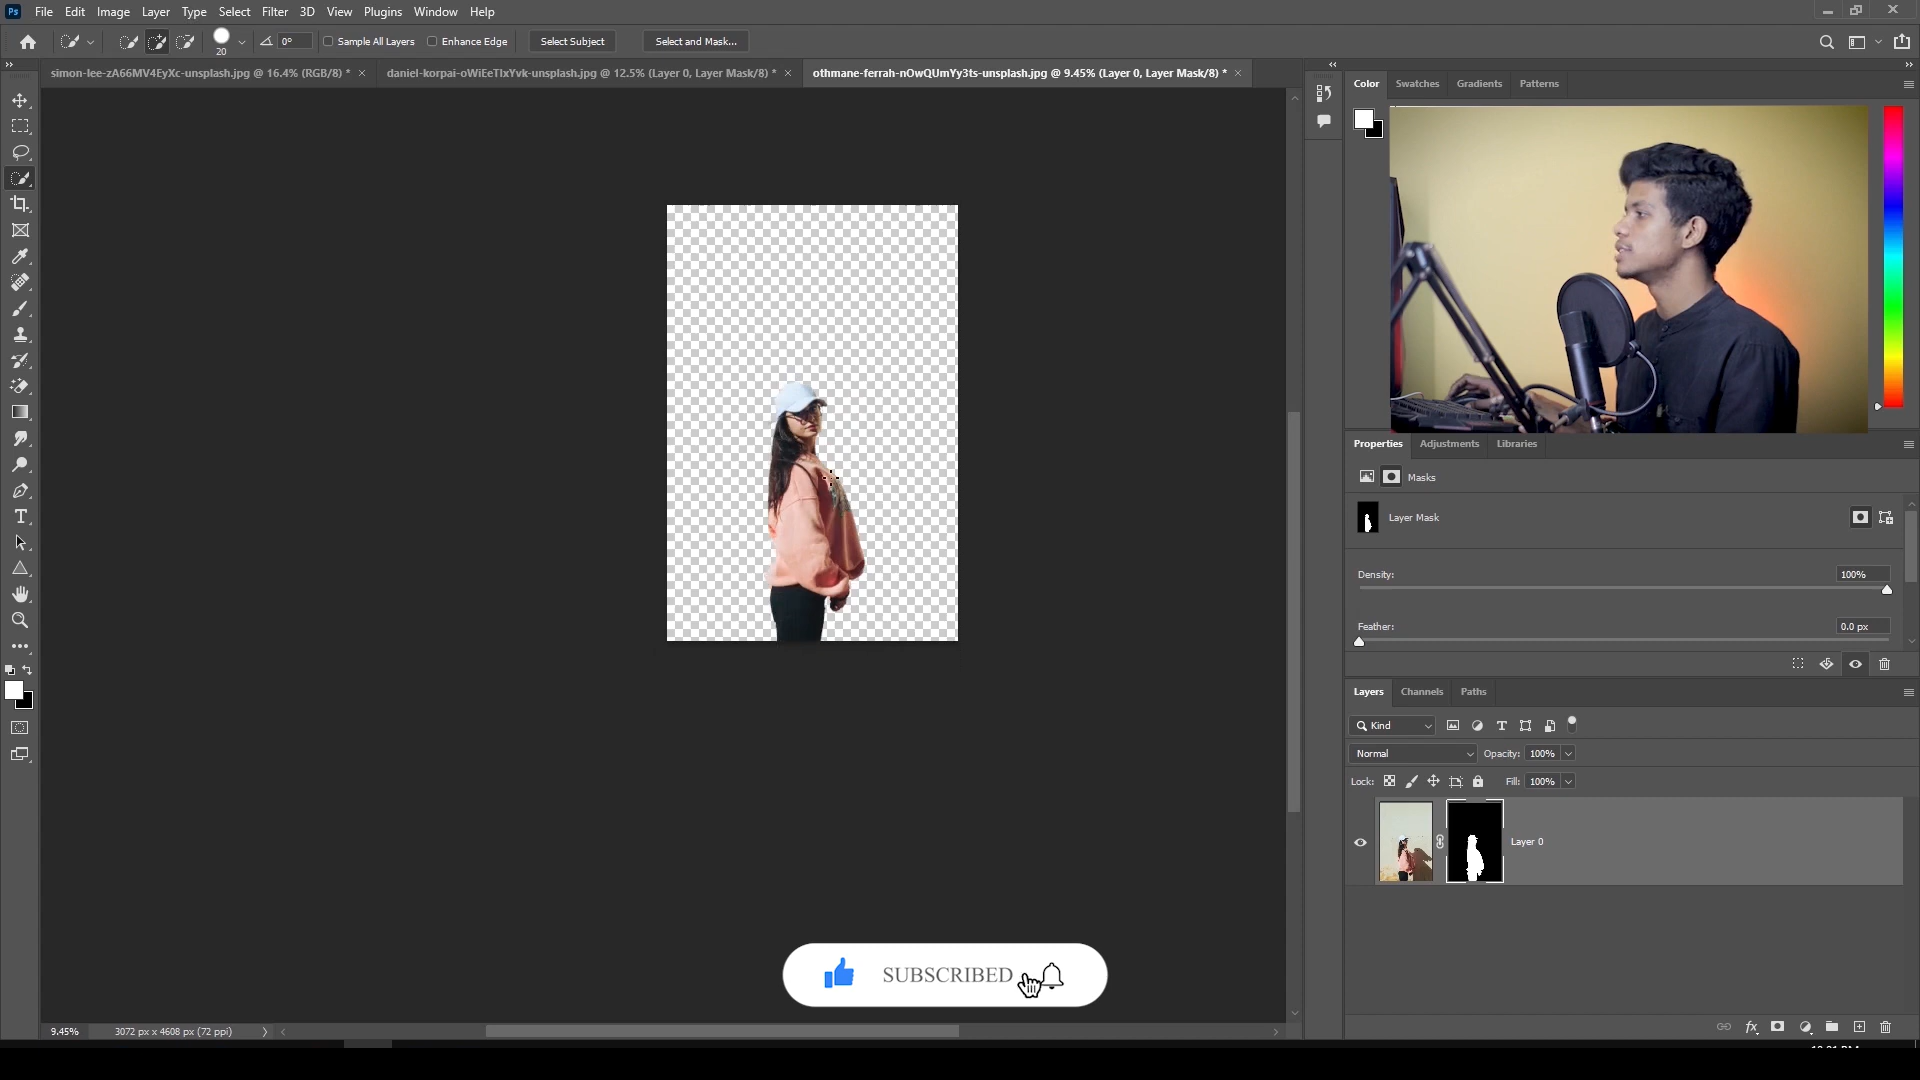 Ps File Edit Image Layer Type Select Filter 3D View Plugins Window Help
20 0° Sample All Layers Enhance Edge Select Subject Select and Mask...
simon-lee-zA66MV4EyXc-unsplash.jpg @ 16.4% (RGB/8) * × daniel-korpai-oWiEeTIxYvk-unsplash.jpg @ 12.5% (Layer 0, Layer Mask/8) * × othmane-ferrah-nOwQUmYy3ts-unsplash.jpg @ 9.45% (Layer 0, Layer Mask/8) * ×
Color Swatches Gradients Patterns
Properties Adjustments Libraries
Masks
Layer Mask
Density: 100%
Feather: 0.0 px
Layers Channels Paths
Kind
Normal Opacity: 100%
Lock: Fill: 100%
Layer 0
SUBSCRIBED
9.45% 3072 px x 4608 px (72 ppi)